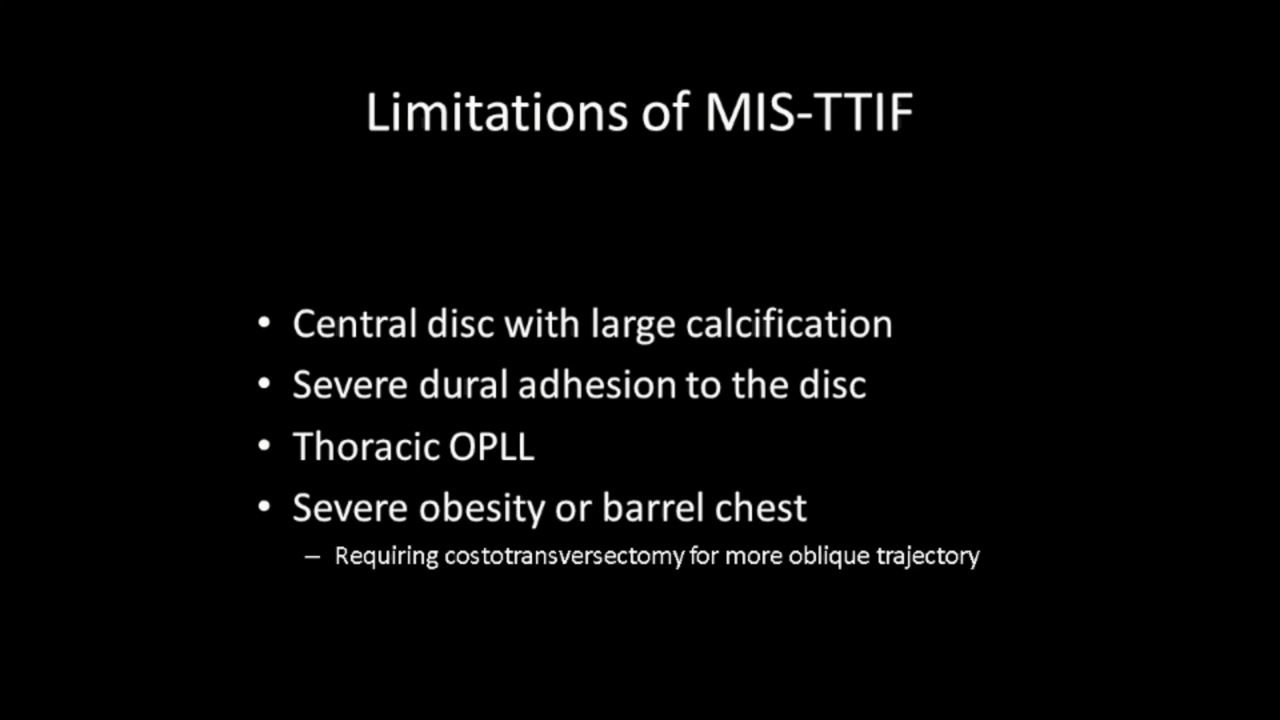 Limitations of MIS-TTIF
• Central disc with large calcification
• Severe dural adhesion to the disc
• Thoracic OPLL
• Severe obesity or barrel chest
– Requiring costotransversectomy for more oblique trajectory